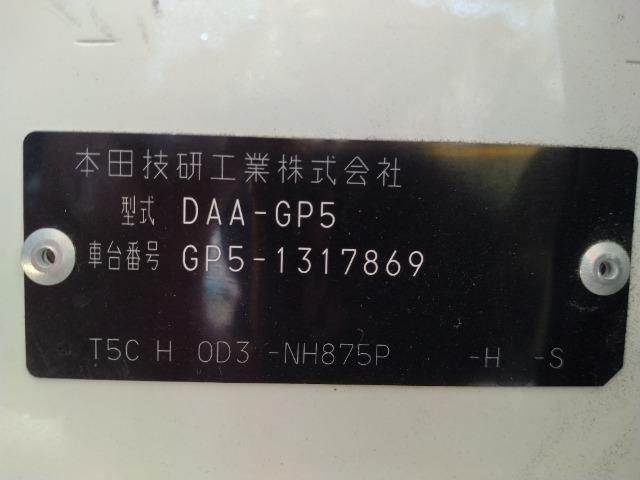 本田技研工業株式会社
型式 DAA-GP5
車台番号 GP5-1317869
T5C H 0D3 -NH875P -H -S